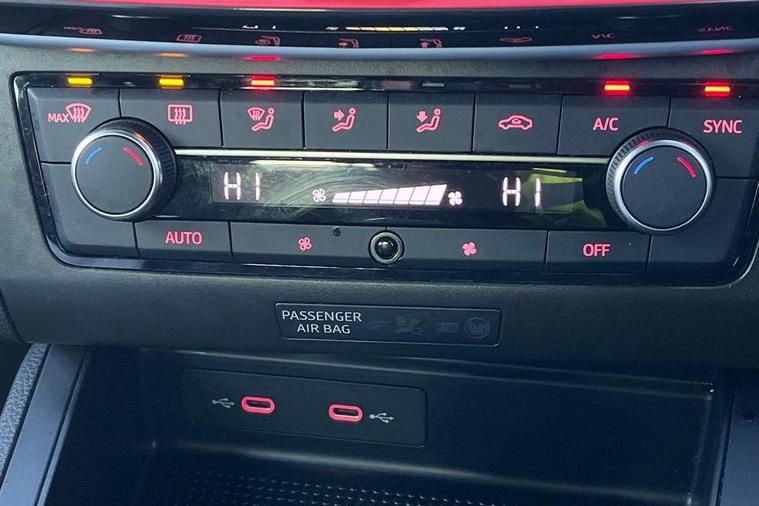 MAX
A/C
SYNC
HI
HI
AUTO
OFF
PASSENGER
AIR BAG